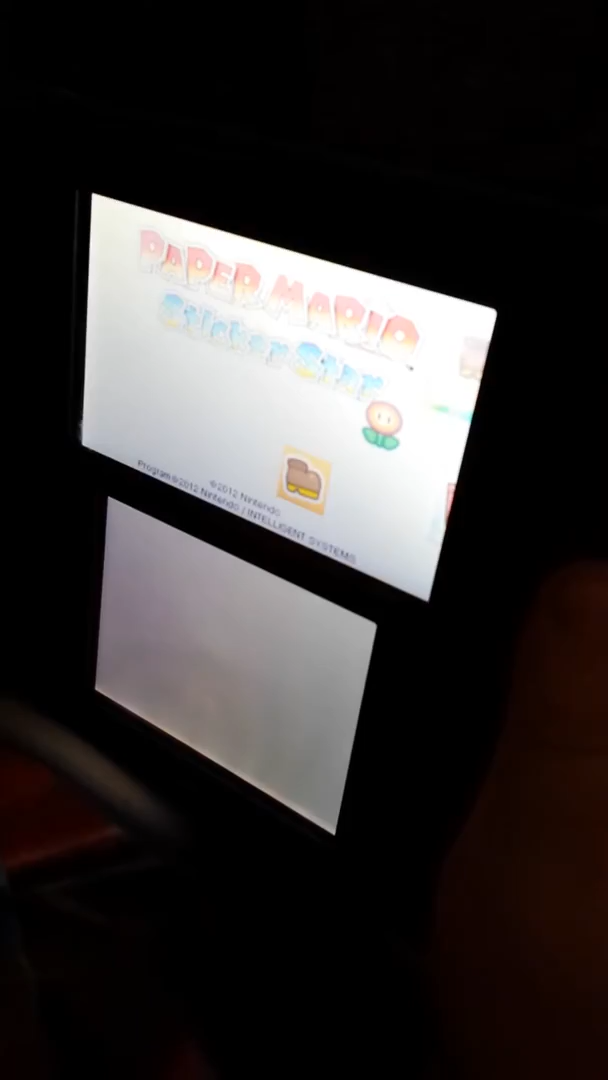 PAPER MARIO
Sticker Star
©2012 Nintendo
Program ©2012 Nintendo / INTELLIGENT SYSTEMS